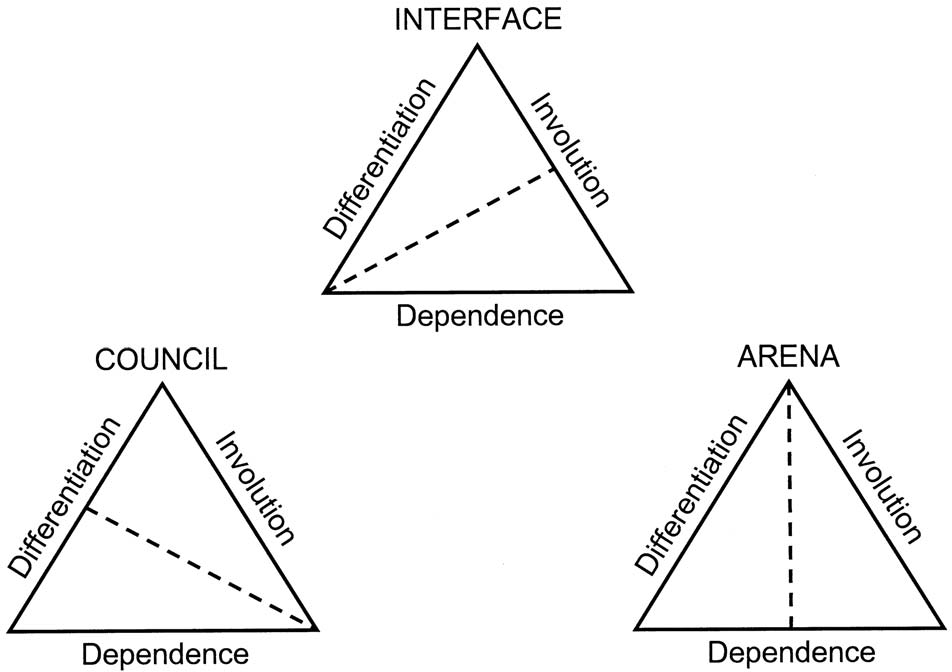 INTERFACE
Differentiation
Involution
Dependence
COUNCIL
Differentiation
Involution
Dependence
ARENA
Differentiation
Involution
Dependence